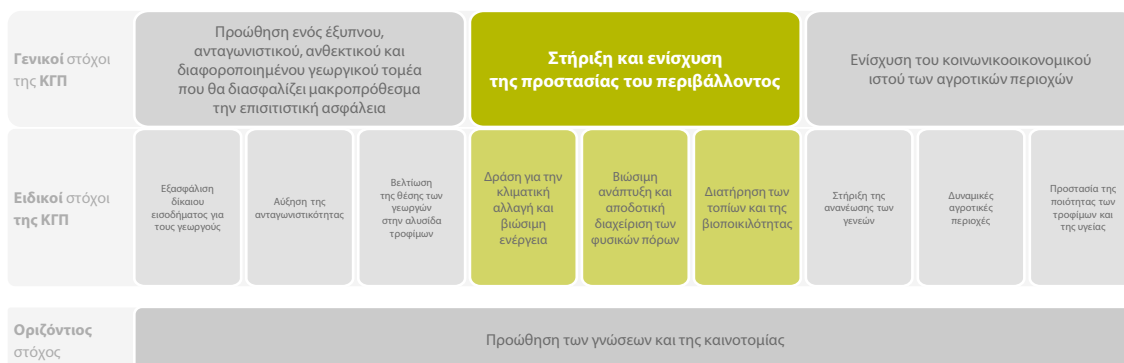 Γενικοί στόχοι
της ΚΓΠ
Προώθηση ενός έξυπνου,
ανταγωνιστικού, ανθεκτικού και
διαφοροποιημένου γεωργικού τομέα
που θα διασφαλίζει μακροπρόθεσμα
την επισιτιστική ασφάλεια
Στήριξη και ενίσχυση
της προστασίας του περιβάλλοντος
Ενίσχυση του κοινωνικοοικονομικού
ιστού των αγροτικών περιοχών
Ειδικοί στόχοι
της ΚΓΠ
Εξασφάλιση
δίκαιου
εισοδήματος για
τους γεωργούς
Αύξηση της
ανταγωνιστικότητας
Βελτίωση
της θέσης των
γεωργών
στην αλυσίδα
τροφίμων
Δράση για την
κλιματική
αλλαγή και
βιώσιμη
ενέργεια
Βιώσιμη
ανάπτυξη και
αποδοτική
διαχείριση των
φυσικών πόρων
Διατήρηση των
τοπίων και της
βιοποικιλότητας
Στήριξη της
ανανέωσης των
γενεών
Δυναμικές
αγροτικές
περιοχές
Προστασία της
ποιότητας των
τροφίμων και
της υγείας
Οριζόντιος
στόχος
Προώθηση των γνώσεων και της καινοτομίας